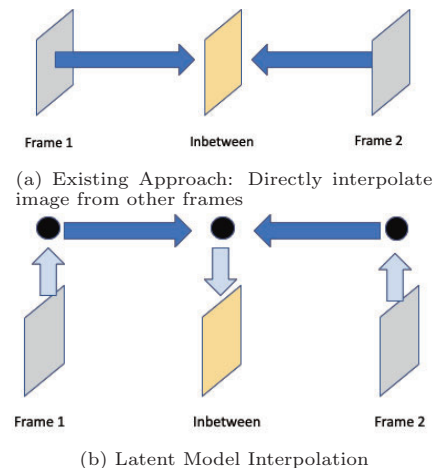 Frame 1 Inbetween Frame 2
(a) Existing Approach: Directly interpolate
image from other frames
Frame 1 Inbetween Frame 2
(b) Latent Model Interpolation